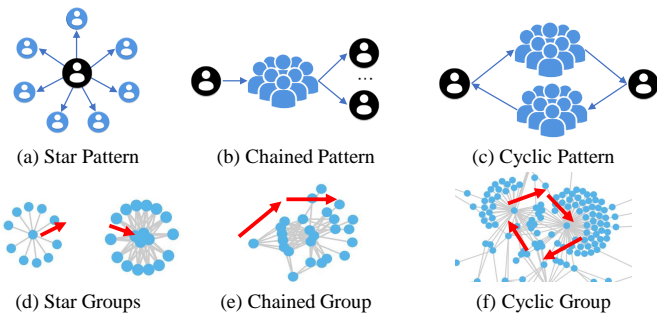 ...
(a) Star Pattern
(b) Chained Pattern
(c) Cyclic Pattern
(d) Star Groups
(e) Chained Group
(f) Cyclic Group